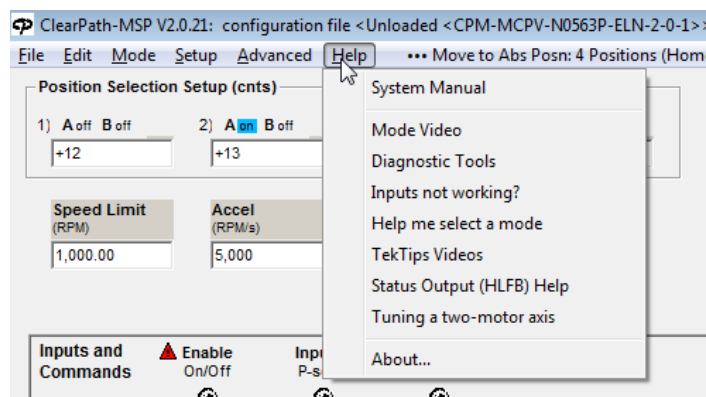 ClearPath-MSP V2.0.21: configuration file <Unloaded <CPM-MCPV-N0563P-ELN-2-0-1>>
File Edit Mode Setup Advanced Help ••• Move to Abs Posn: 4 Positions (Hom
Position Selection Setup (cnts)
1) A off B off 2) A on B off
+12 +13
Speed Limit Accel
(RPM) (RPM/s)
1,000.00 5,000
System Manual
Mode Video
Diagnostic Tools
Inputs not working?
Help me select a mode
TekTips Videos
Status Output (HLFB) Help
Tuning a two-motor axis
About...
Inputs and Enable
Commands On/Off